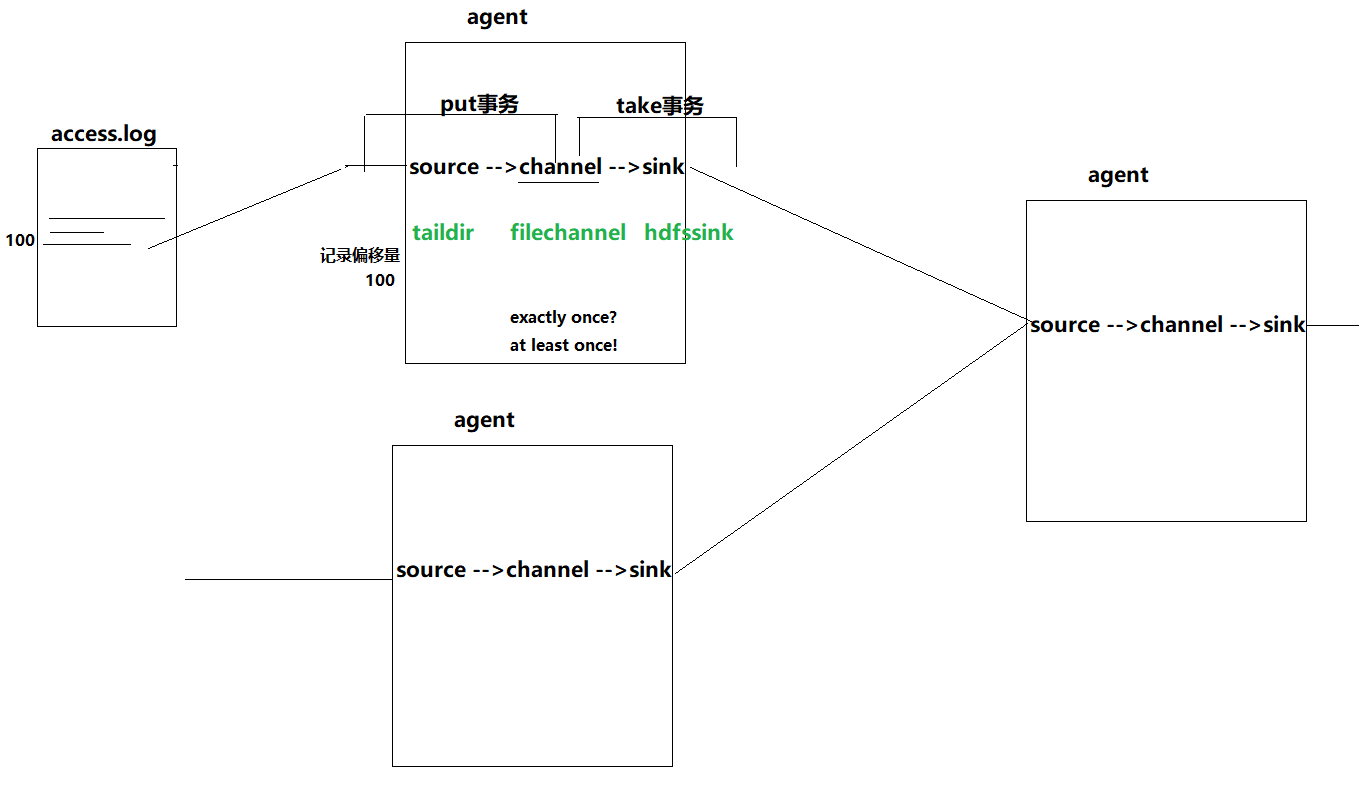 agent
put事务
take事务
access.log
source -->channel -->sink
100
taildir filechannel hdfssink
记录偏移量
100
exactly once?
at least once!
agent
source -->channel -->sink
agent
source -->channel -->sink